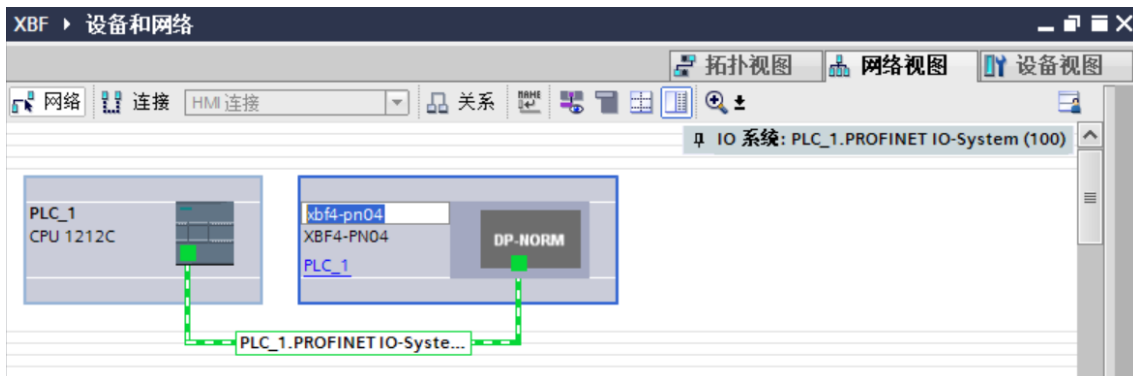 XBF ▸ 设备和网络
拓扑视图 网络视图 设备视图
网络 连接 HMI 连接 关系
IO 系统: PLC_1.PROFINET IO-System (100)
PLC_1
CPU 1212C
xbf4-pn04
XBF4-PN04
PLC_1
DP-NORM
PLC_1.PROFINET IO-Syste...